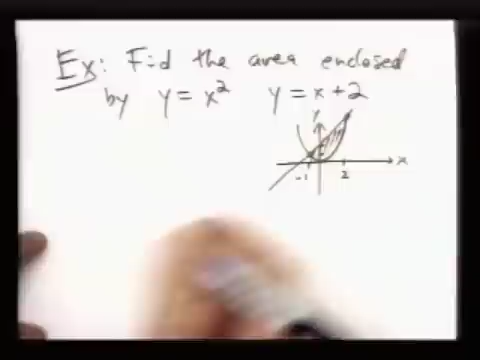 Ex: Fid the area enclosed
by y = x² y = x + 2
y
x
-1 2